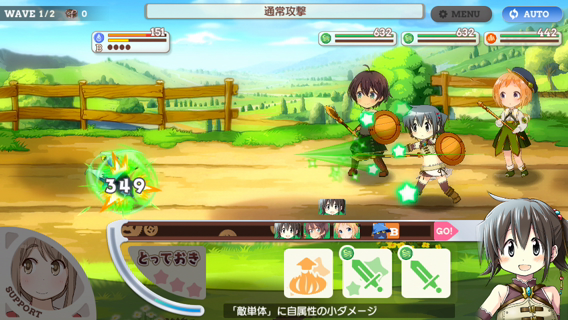 WAVE 1/2 0
通常攻撃
MENU
AUTO
151
B
632
632
442
349
B
GO!
とっておき
SUPPORT
「敵単体」に自属性の小ダメージ